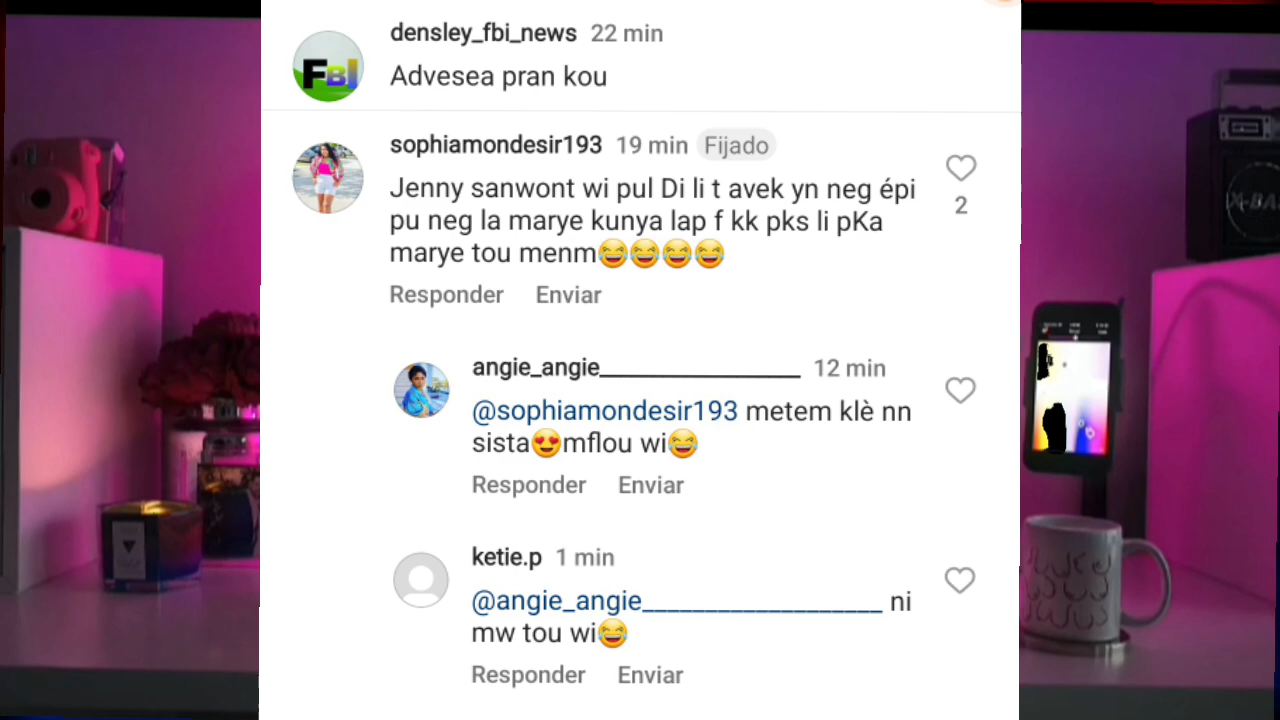 densley_fbi_news 22 min
FBI
Advesea pran kou
sophiamondesir193 19 min Fijado
Jenny sanwont wi pul Di li t avek yn neg épi
pu neg la marye kunya lap f kk pks li pKa
marye tou menm😂😂😂😂
2
Responder Enviar
angie_angie__________________ 12 min
@sophiamondesir193 metem klè nn
sista😍mflou wi😂
Responder Enviar
ketie.p 1 min
@angie_angie__________________ ni
mw tou wi😂
Responder Enviar
X-BA